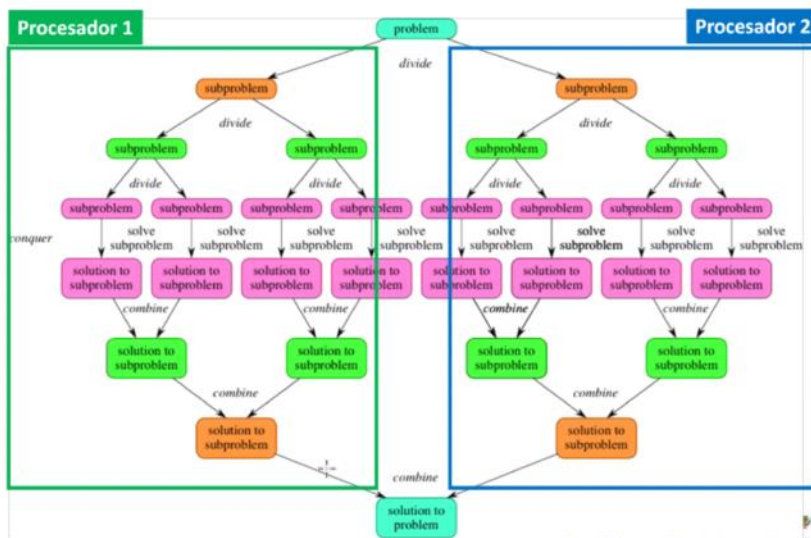 Procesador 1
problem
Procesador 2
divide
subproblem
subproblem
divide
divide
subproblem
subproblem
subproblem
subproblem
divide
divide
divide
divide
subproblem
subproblem
subproblem
subproblem
subproblem
subproblem
subproblem
subproblem
conquer
solve
subproblem
solve
subproblem
solve
subproblem
solve
subproblem
solve
subproblem
solve
subproblem
solve
subproblem
solve
subproblem
solution to
subproblem
solution to
subproblem
solution to
subproblem
solution to
subproblem
solution to
subproblem
solution to
subproblem
solution to
subproblem
solution to
subproblem
combine
combine
combine
combine
solution to
subproblem
solution to
subproblem
solution to
subproblem
solution to
subproblem
combine
combine
solution to
subproblem
solution to
subproblem
combine
solution to
problem